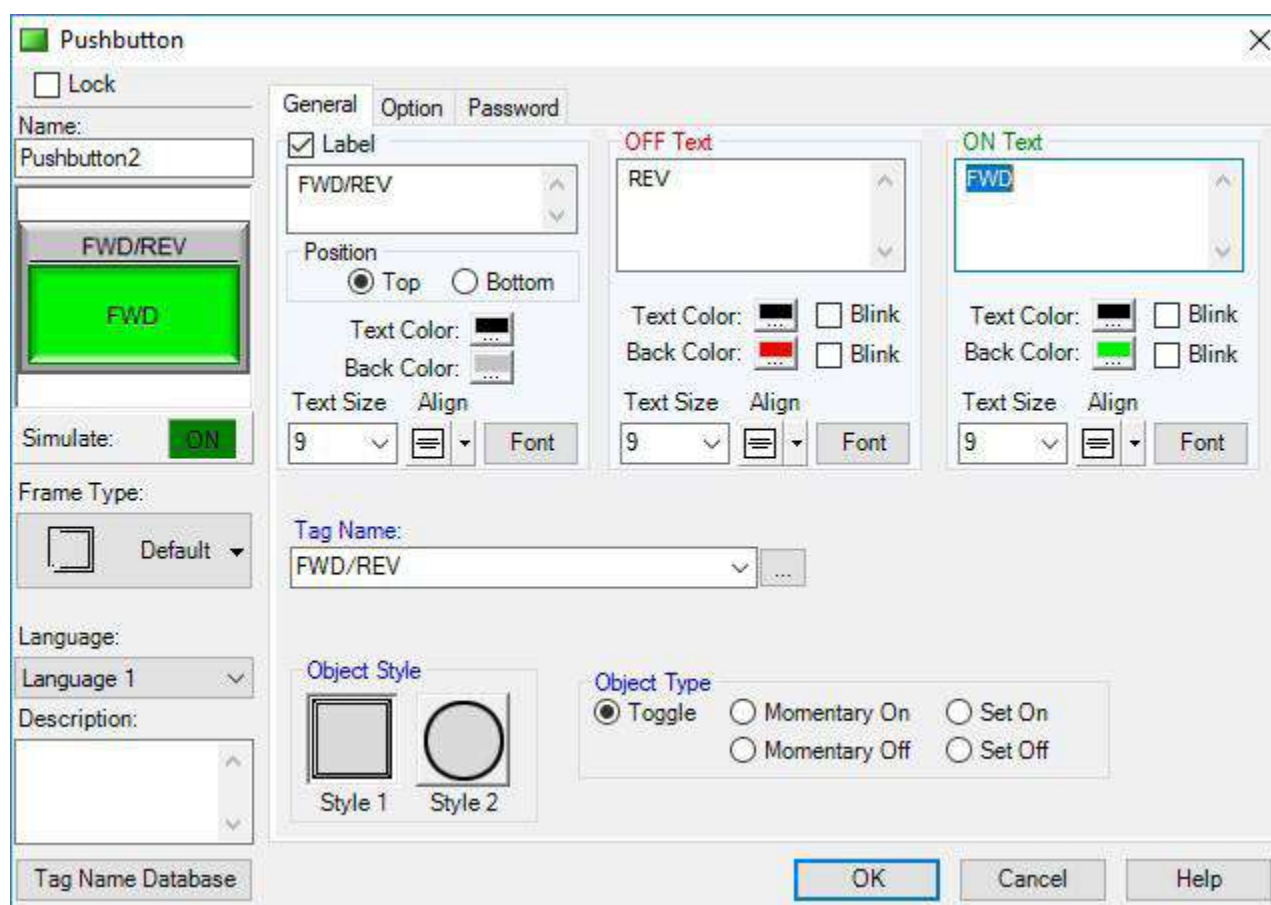 Pushbutton
Lock
Name:
Pushbutton2
FWD/REV
FWD
Simulate: ON
Frame Type:
Default
Language:
Language 1
Description:
Tag Name Database
General Option Password
Label
FWD/REV
Position
Top Bottom
Text Color: ...
Back Color: ...
Text Size Align
9 Font
OFF Text
REV
Text Color: ... Blink
Back Color: ... Blink
Text Size Align
9 Font
ON Text
FWD
Text Color: ... Blink
Back Color: ... Blink
Text Size Align
9 Font
Tag Name:
FWD/REV ...
Object Style
Style 1 Style 2
Object Type
Toggle Momentary On Set On
Momentary Off Set Off
OK Cancel Help